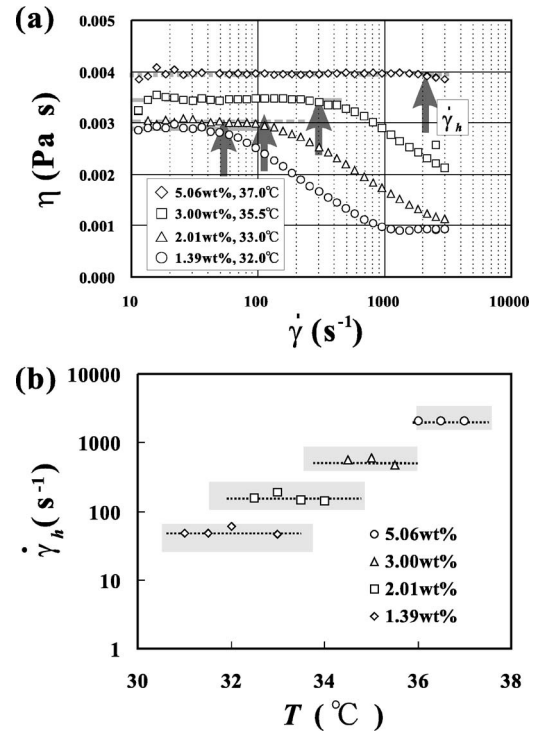 (a)
0.005
0.004
0.003
0.002
0.001
0.000
η (Pa s)
γ̇h
◇ 5.06wt%, 37.0℃
□ 3.00wt%, 35.5℃
△ 2.01wt%, 33.0℃
○ 1.39wt%, 32.0℃
10 100 1000 10000
γ̇ (s-1)
(b)
10000
1000
100
10
1
γ̇h (s-1)
○ 5.06wt%
△ 3.00wt%
□ 2.01wt%
◇ 1.39wt%
30 32 34 36 38
T (℃)